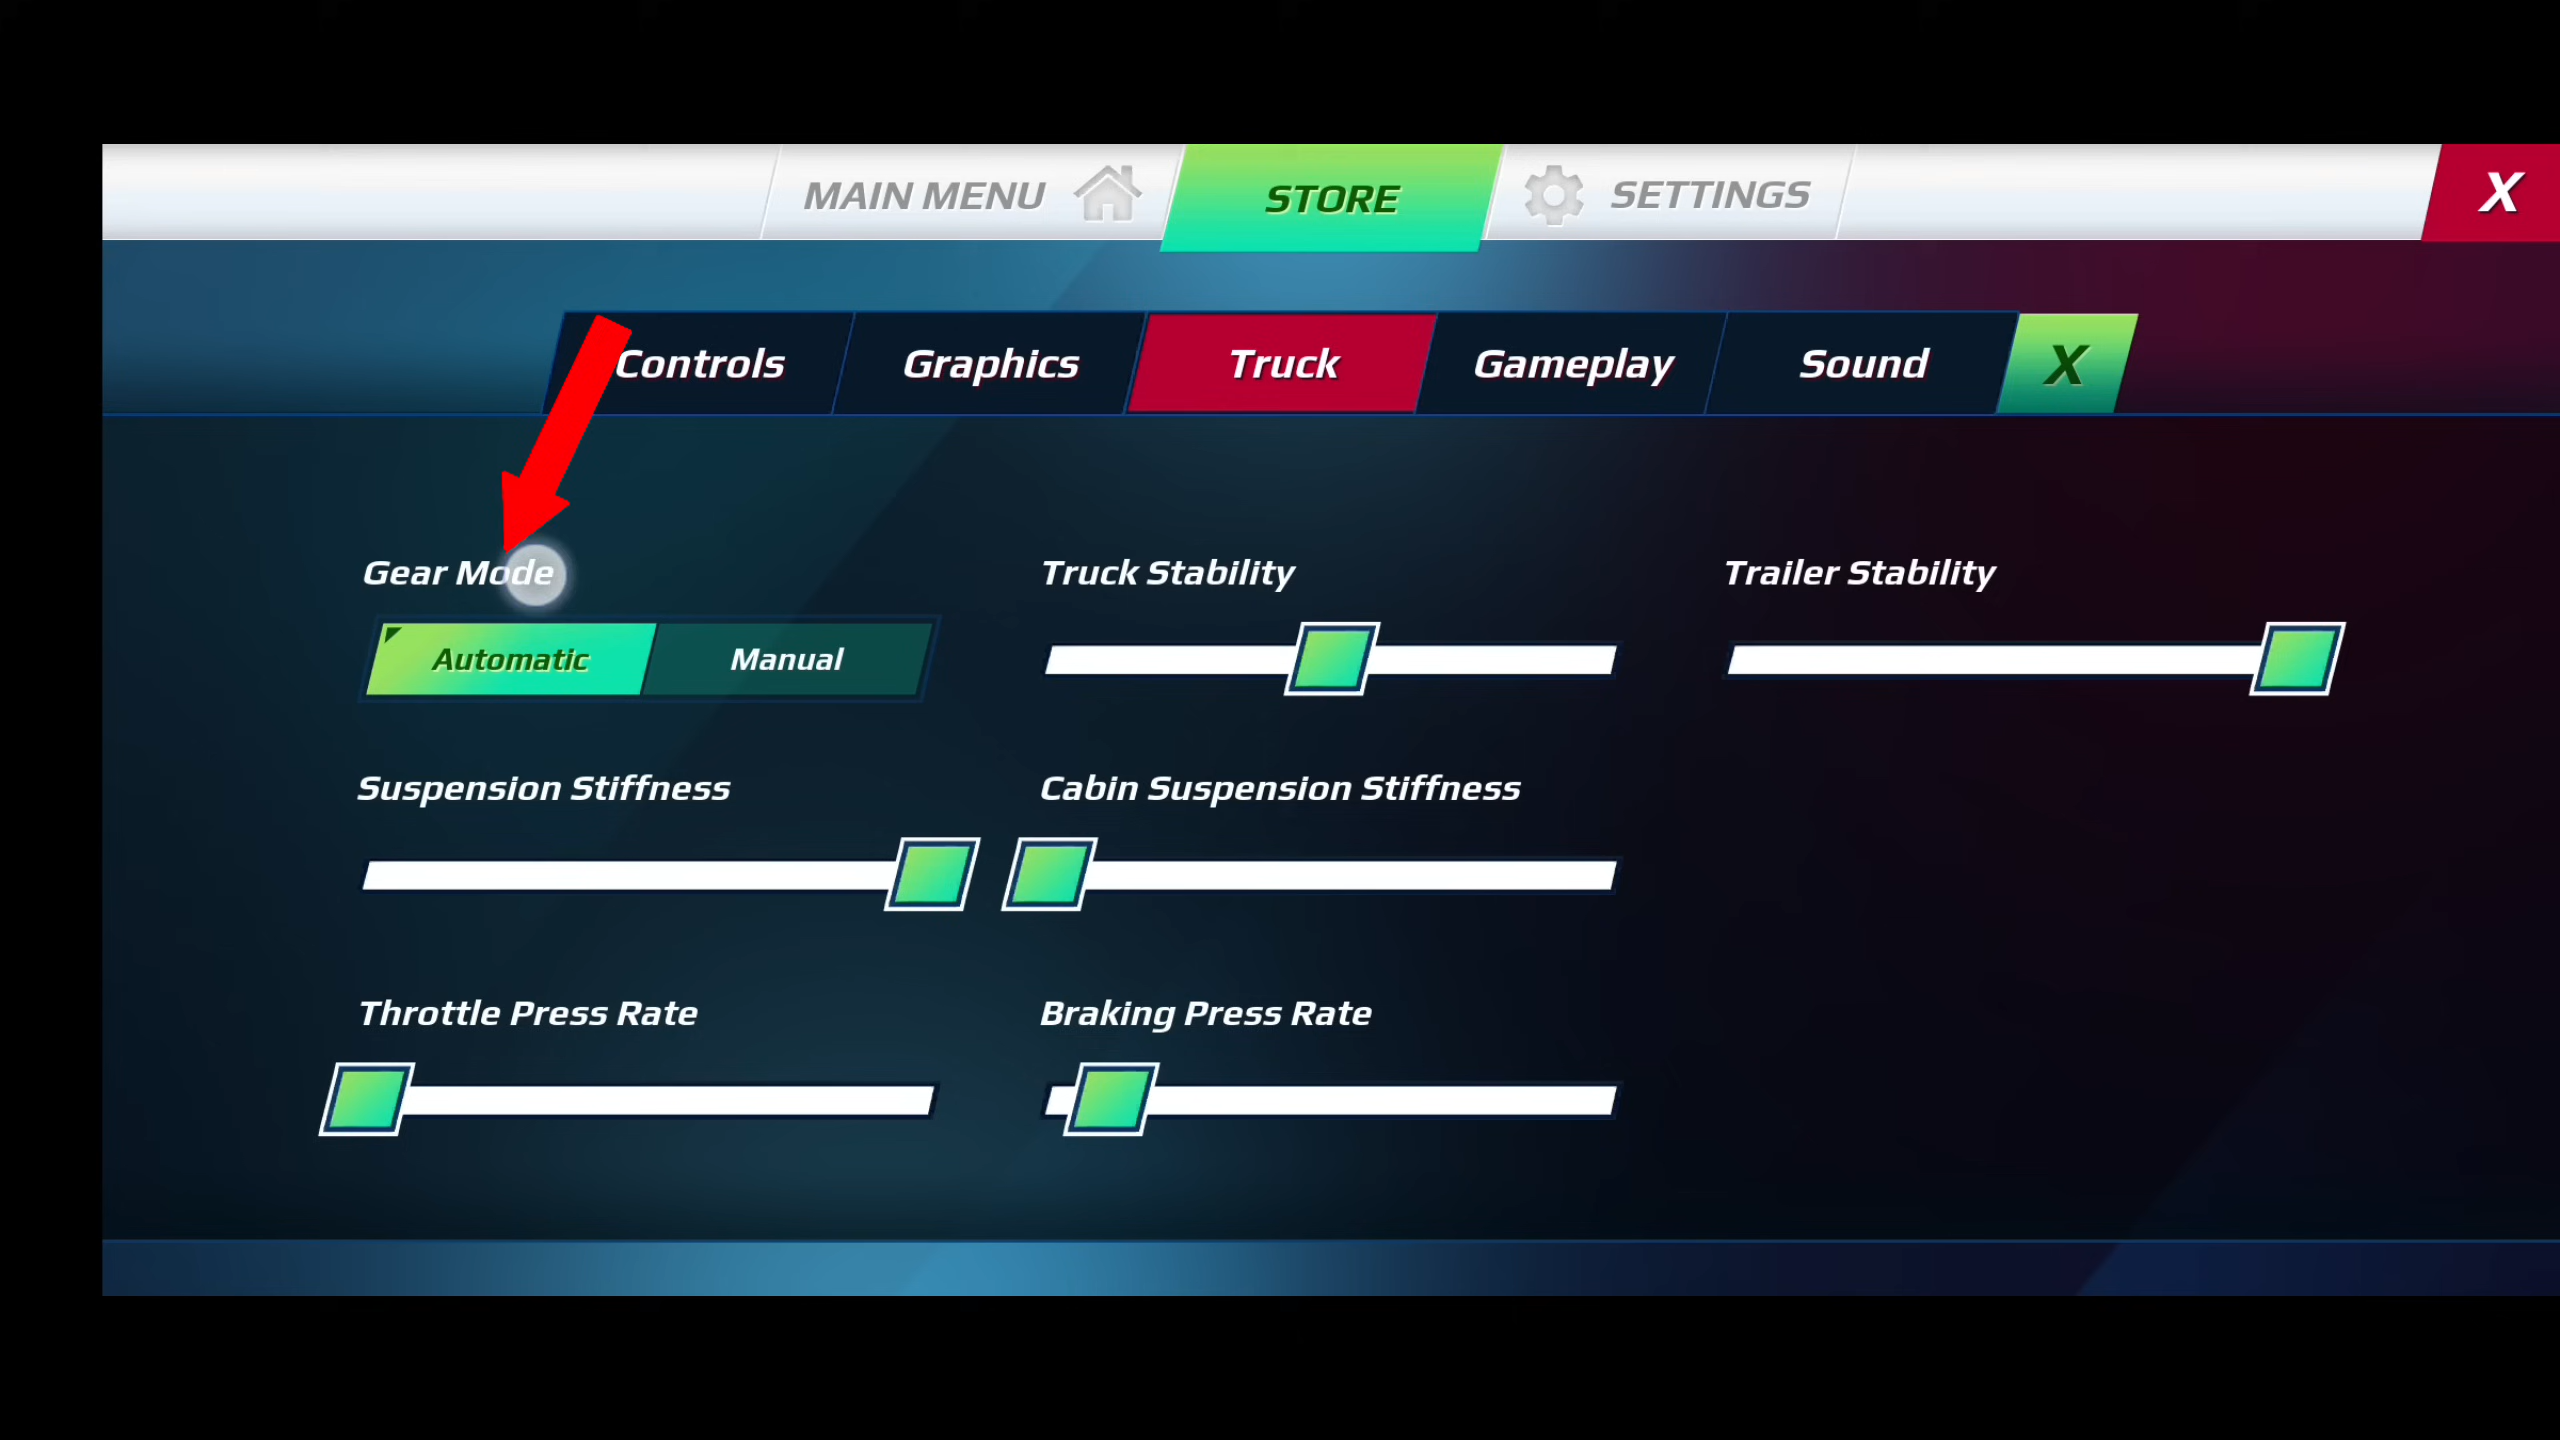 MAIN MENU
STORE
SETTINGS
X
Controls
Graphics
Truck
Gameplay
Sound
X
Gear Mode
Truck Stability
Trailer Stability
Automatic
Manual
Suspension Stiffness
Cabin Suspension Stiffness
Throttle Press Rate
Braking Press Rate